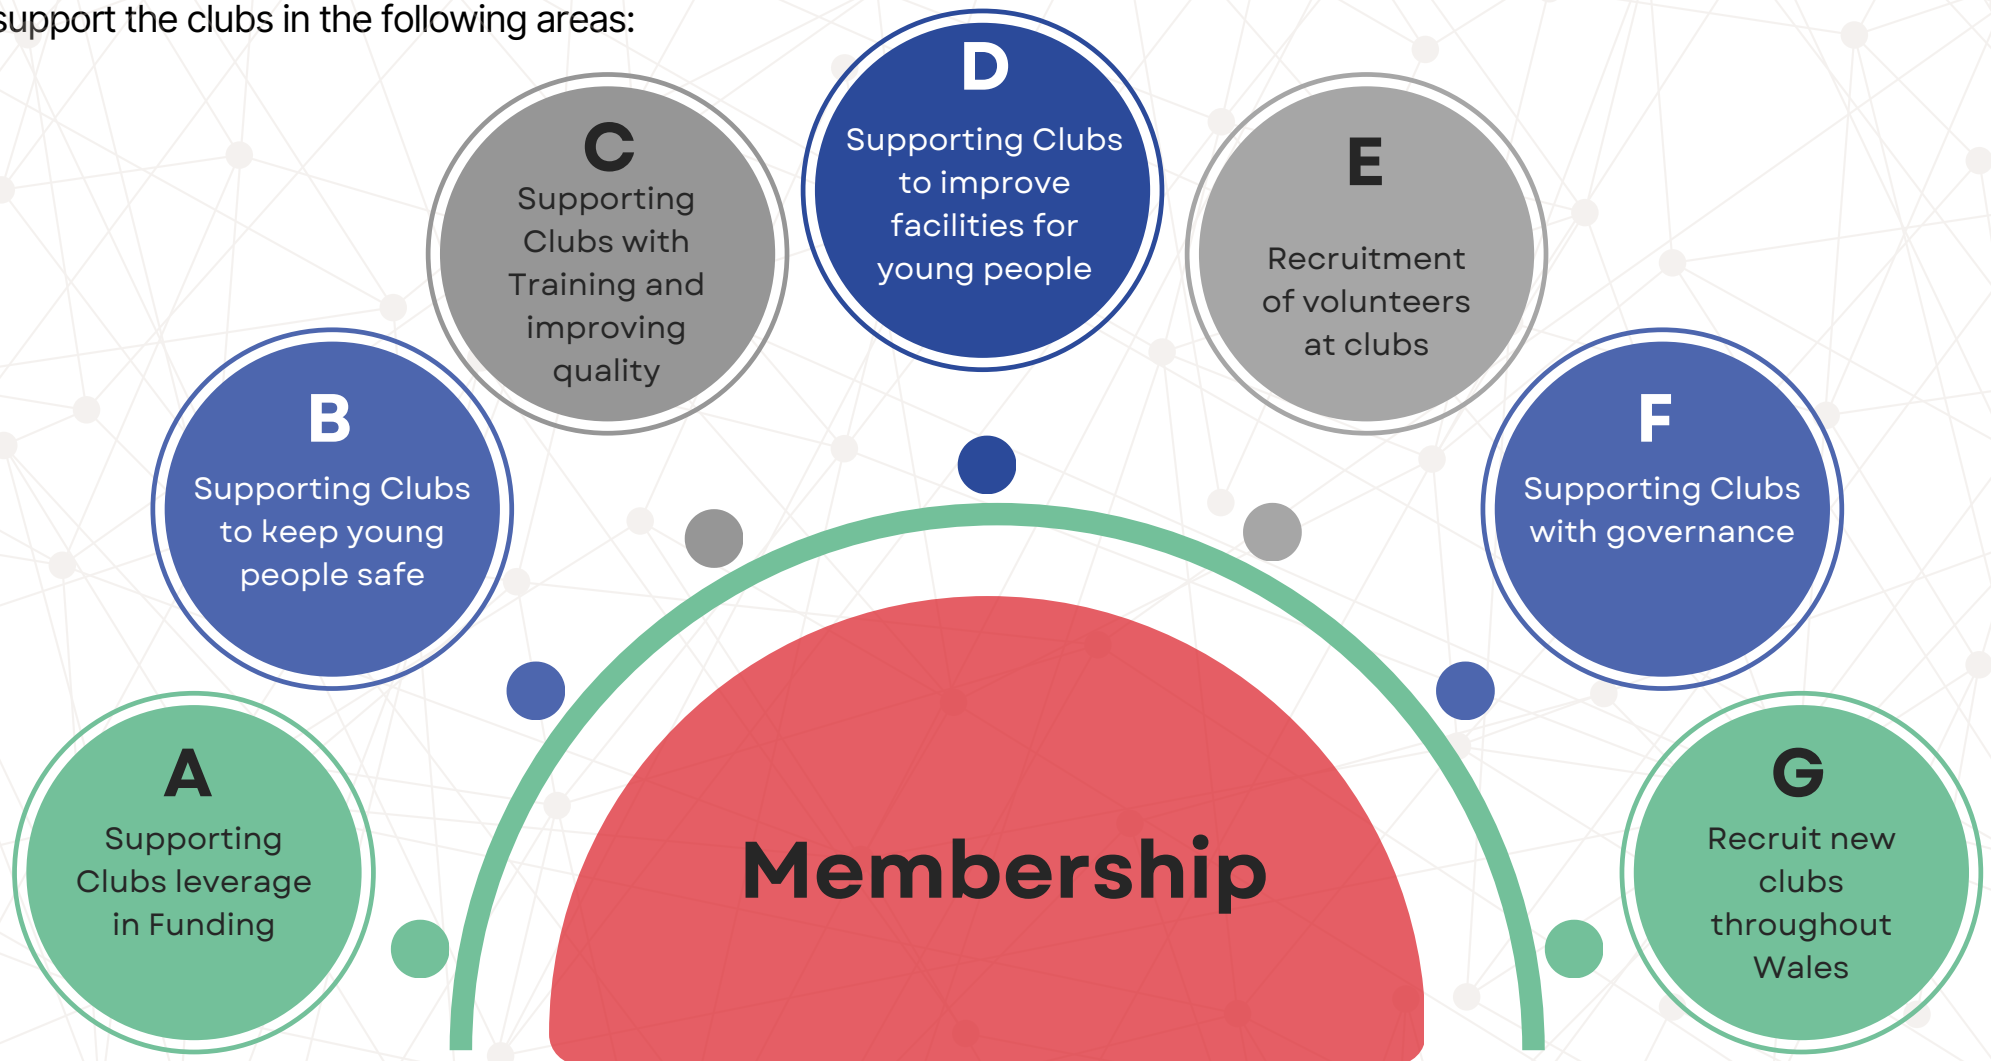 support the clubs in the following areas:
A
Supporting
Clubs leverage
in Funding
B
Supporting Clubs
to keep young
people safe
C
Supporting
Clubs with
Training and
improving
quality
D
Supporting Clubs
to improve
facilities for
young people
E
Recruitment
of volunteers
at clubs
F
Supporting Clubs
with governance
G
Recruit new
clubs
throughout
Wales
Membership